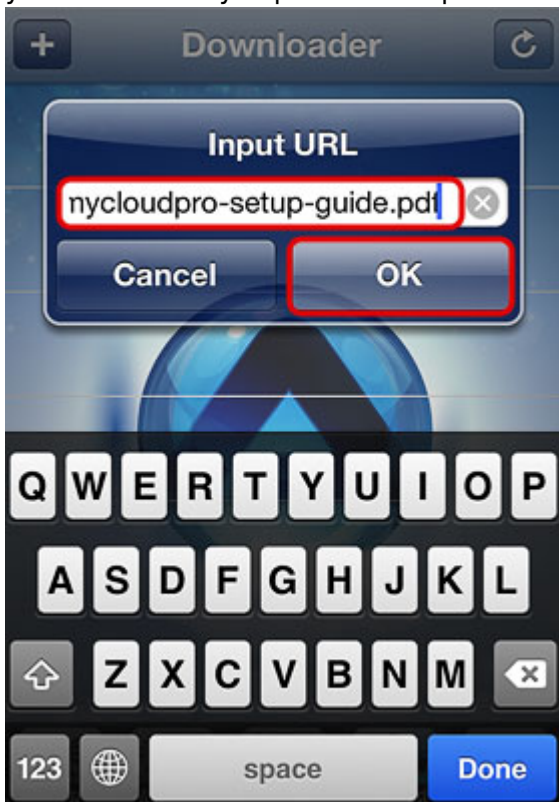 Downloader
Input URL
nycloudpro-setup-guide.pdf
Cancel OK
Q W E R T Y U I O P
A S D F G H J K L
Z X C V B N M
123 space Done